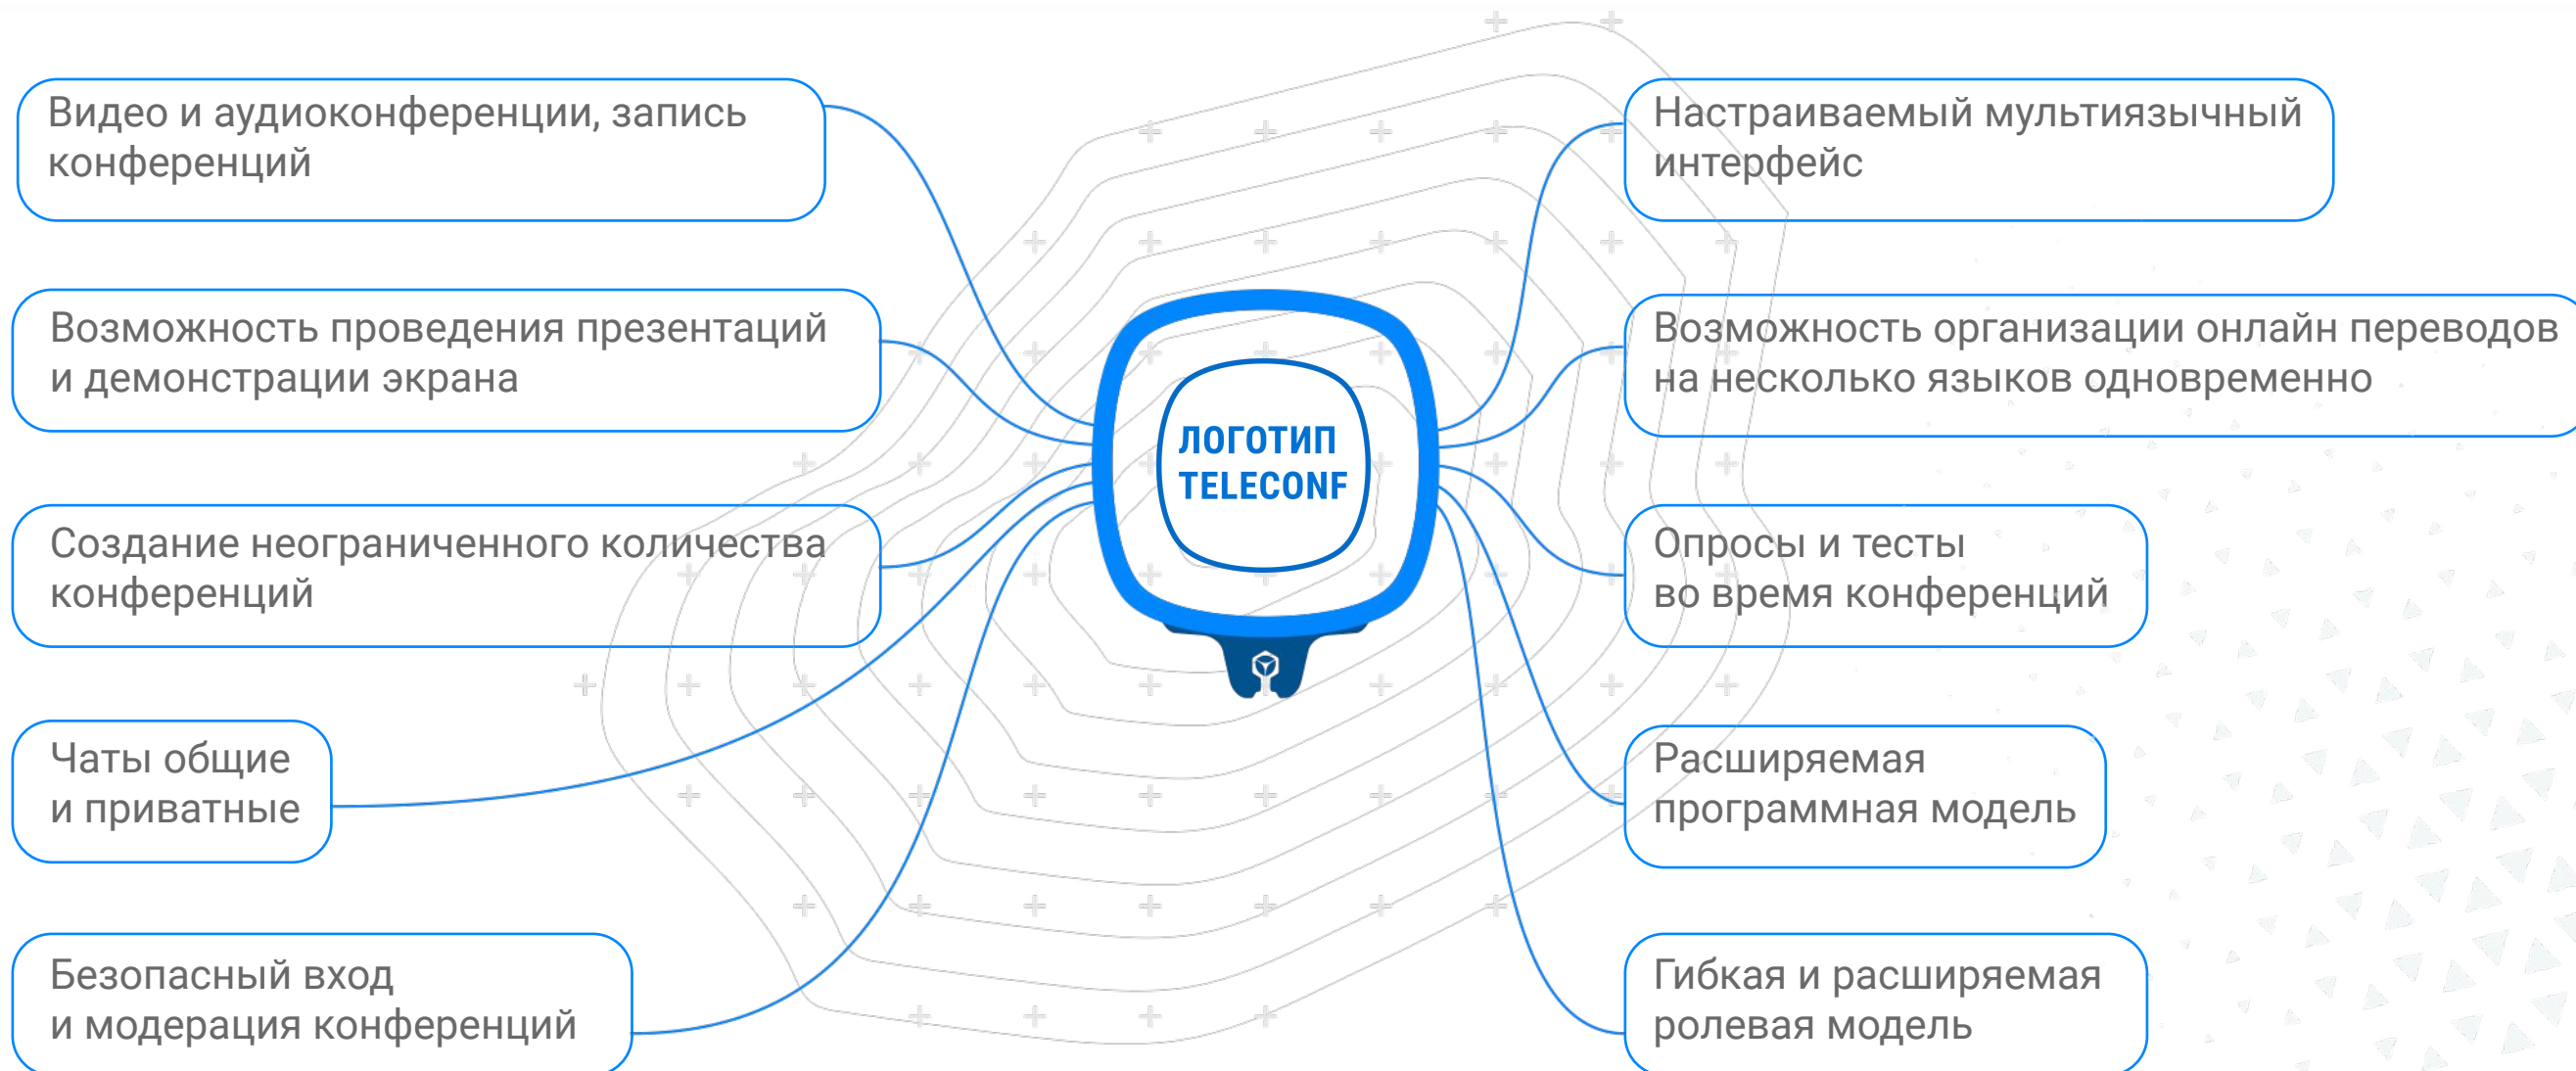 Видео и аудиоконференции, запись
конференций
Возможность проведения презентаций
и демонстрации экрана
Создание неограниченного количества
конференций
Чаты общие
и приватные
Безопасный вход
и модерация конференций
ЛОГОТИП
TELECONF
Настраиваемый мультиязычный
интерфейс
Возможность организации онлайн переводов
на несколько языков одновременно
Опросы и тесты
во время конференций
Расширяемая
программная модель
Гибкая и расширяемая
ролевая модель